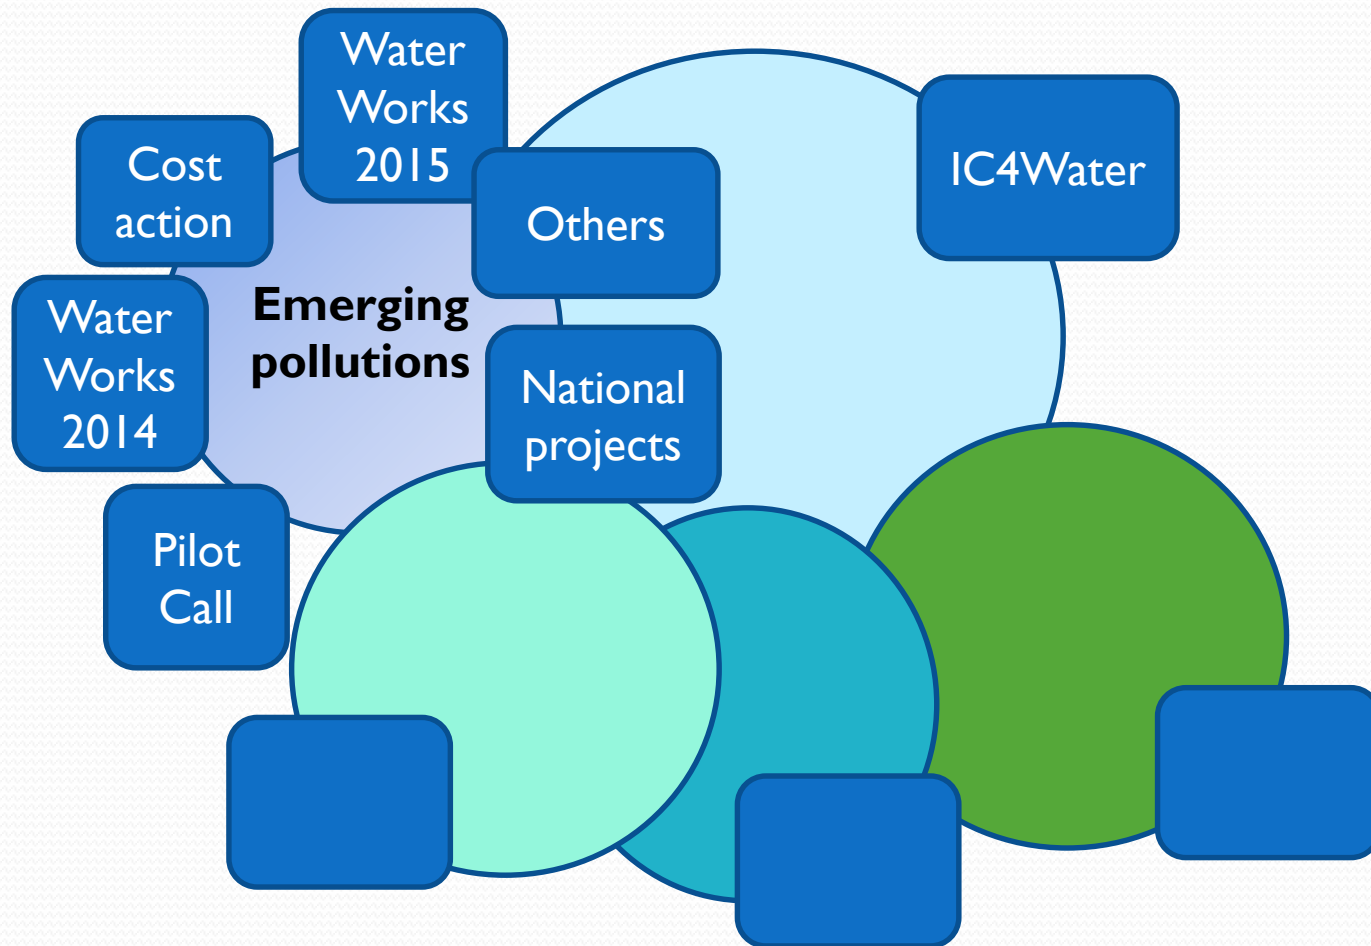 Water
Works
2015
Cost
action
Others
IC4Water
Emerging
pollutions
Water
Works
2014
National
projects
Pilot
Call